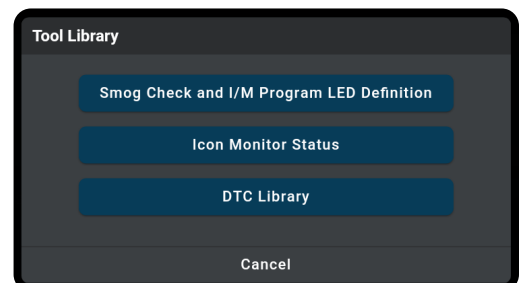 Tool Library
Smog Check and I/M Program LED Definition
Icon Monitor Status
DTC Library
Cancel